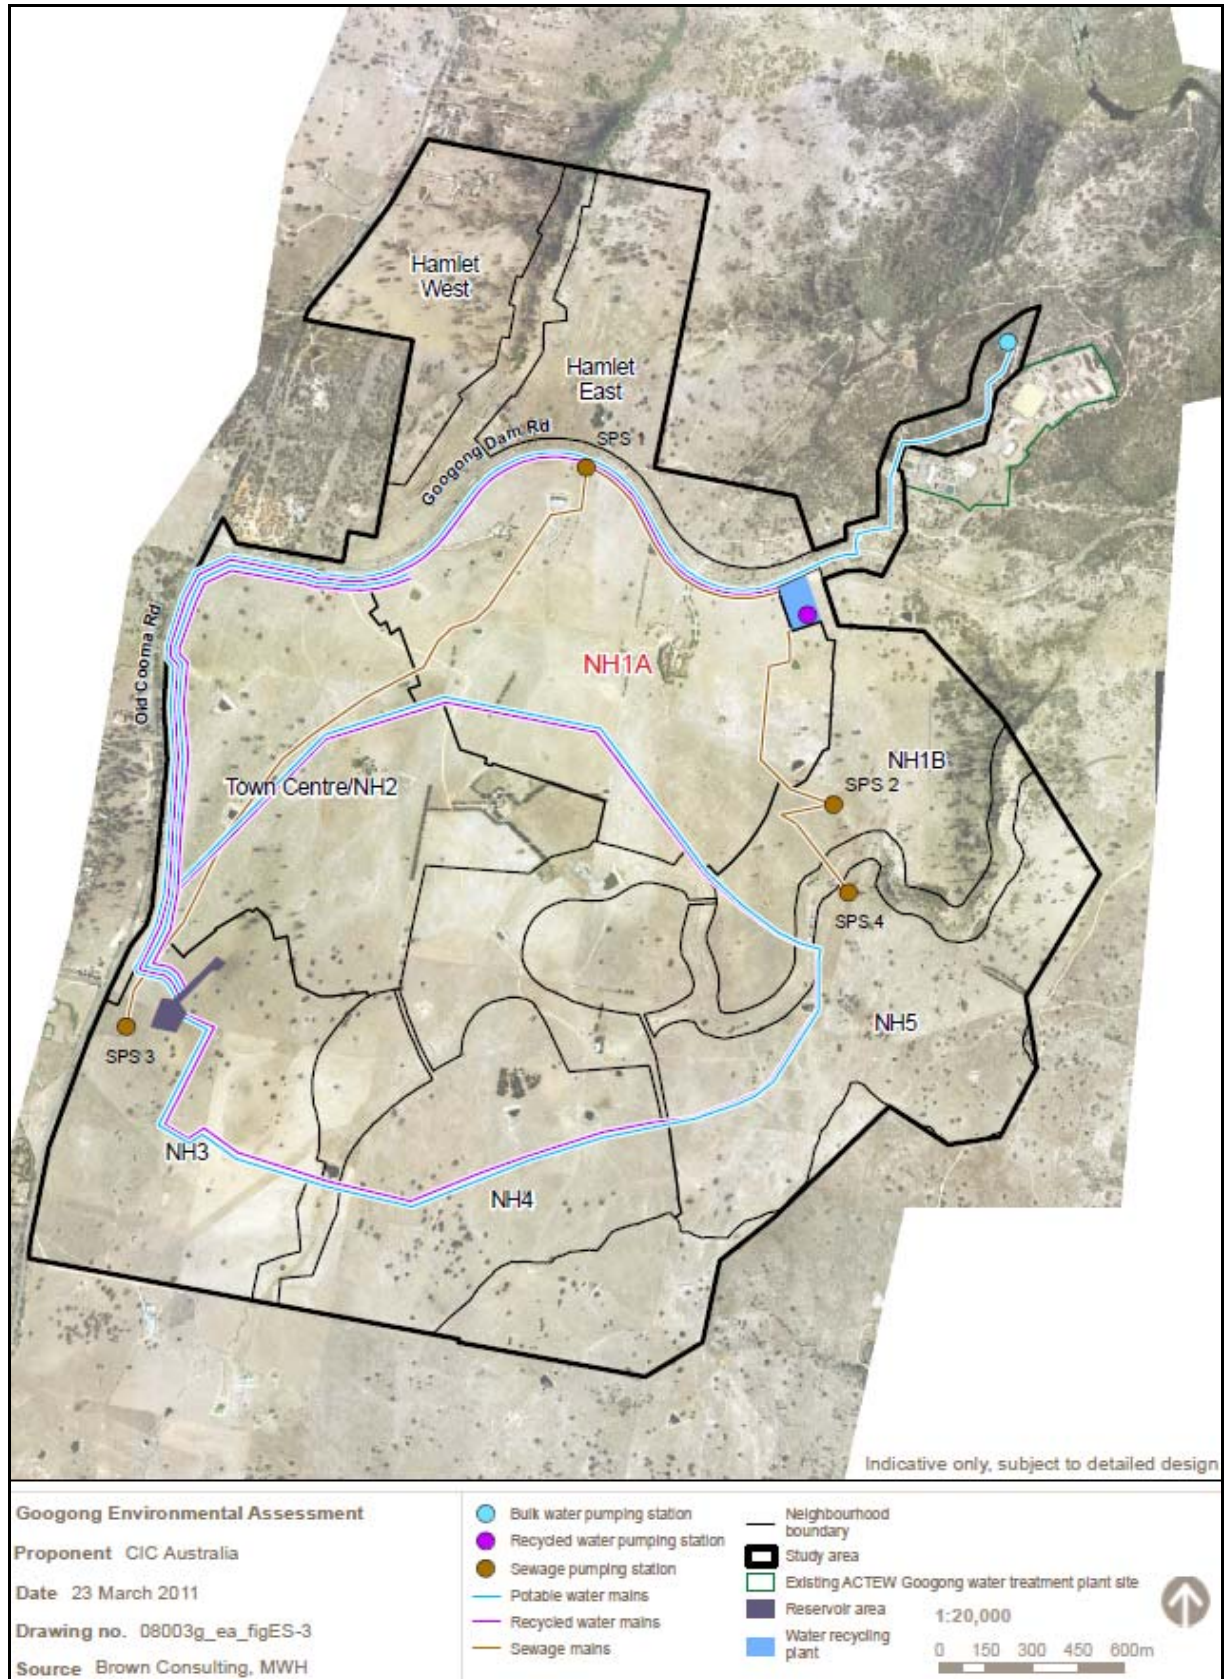 Hamlet
West
Hamlet
East
Googong Dam Rd
SPS 1
Old Cooma Rd
NH1A
NH1B
SPS 2
Town Centre/NH2
SPS 4
NH5
SPS 3
NH3
NH4
Indicative only, subject to detailed design
Googong Environmental Assessment
Proponent CIC Australia
Date 23 March 2011
Drawing no. 08003g_ea_figES-3
Source Brown Consulting, MWH
Bulk water pumping station
Recycled water pumping station
Sewage pumping station
Potable water mains
Recycled water mains
Sewage mains
Neighbourhood
boundary
Study area
Existing ACTEW Googong water treatment plant site
Reservoir area
Water recycling
plant
1:20,000
0 150 300 450 600m